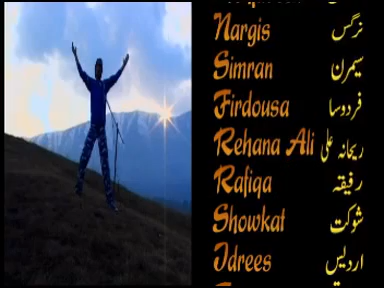 Nargis نرگس
Simran سیمرن
Firdousa فردوسا
Rehana Ali ریحانہ علی
Rafiqa رفیقہ
Showkat شوکت
Idrees ادریس